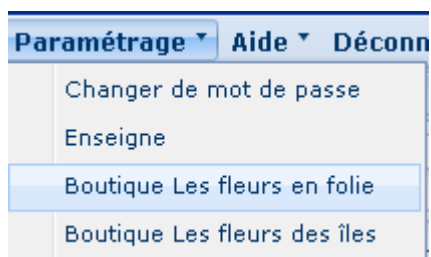 Paramétrage Aide Déconn
Changer de mot de passe
Enseigne
Boutique Les fleurs en folie
Boutique Les fleurs des îles